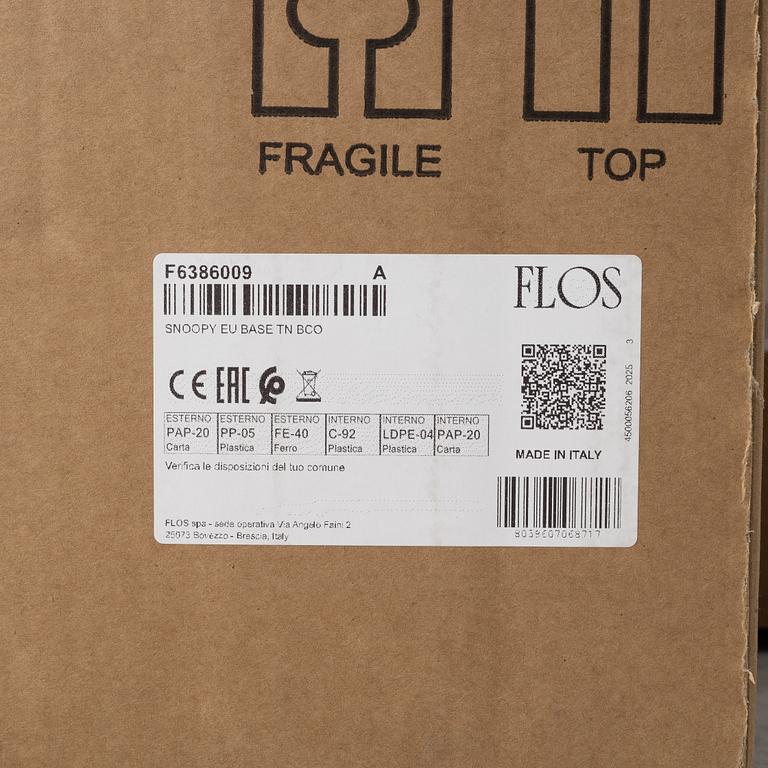 FRAGILE TOP
F6386009 A FLOS
SNOOPY EU BASE TN BCO
CE EAC
ESTERNO ESTERNO ESTERNO INTERNO INTERNO INTERNO
PAP-20 PP-05 FE-40 C-92 LDPE-04 PAP-20
Carta Plastica Ferro Plastica Plastica Carta
Verifica le disposizioni del tuo comune
4500056206 2025 3
MADE IN ITALY
FLOS spa - sede operativa Via Angelo Faini 2
25073 Bovezzo - Brescia, Italy
8059607068717